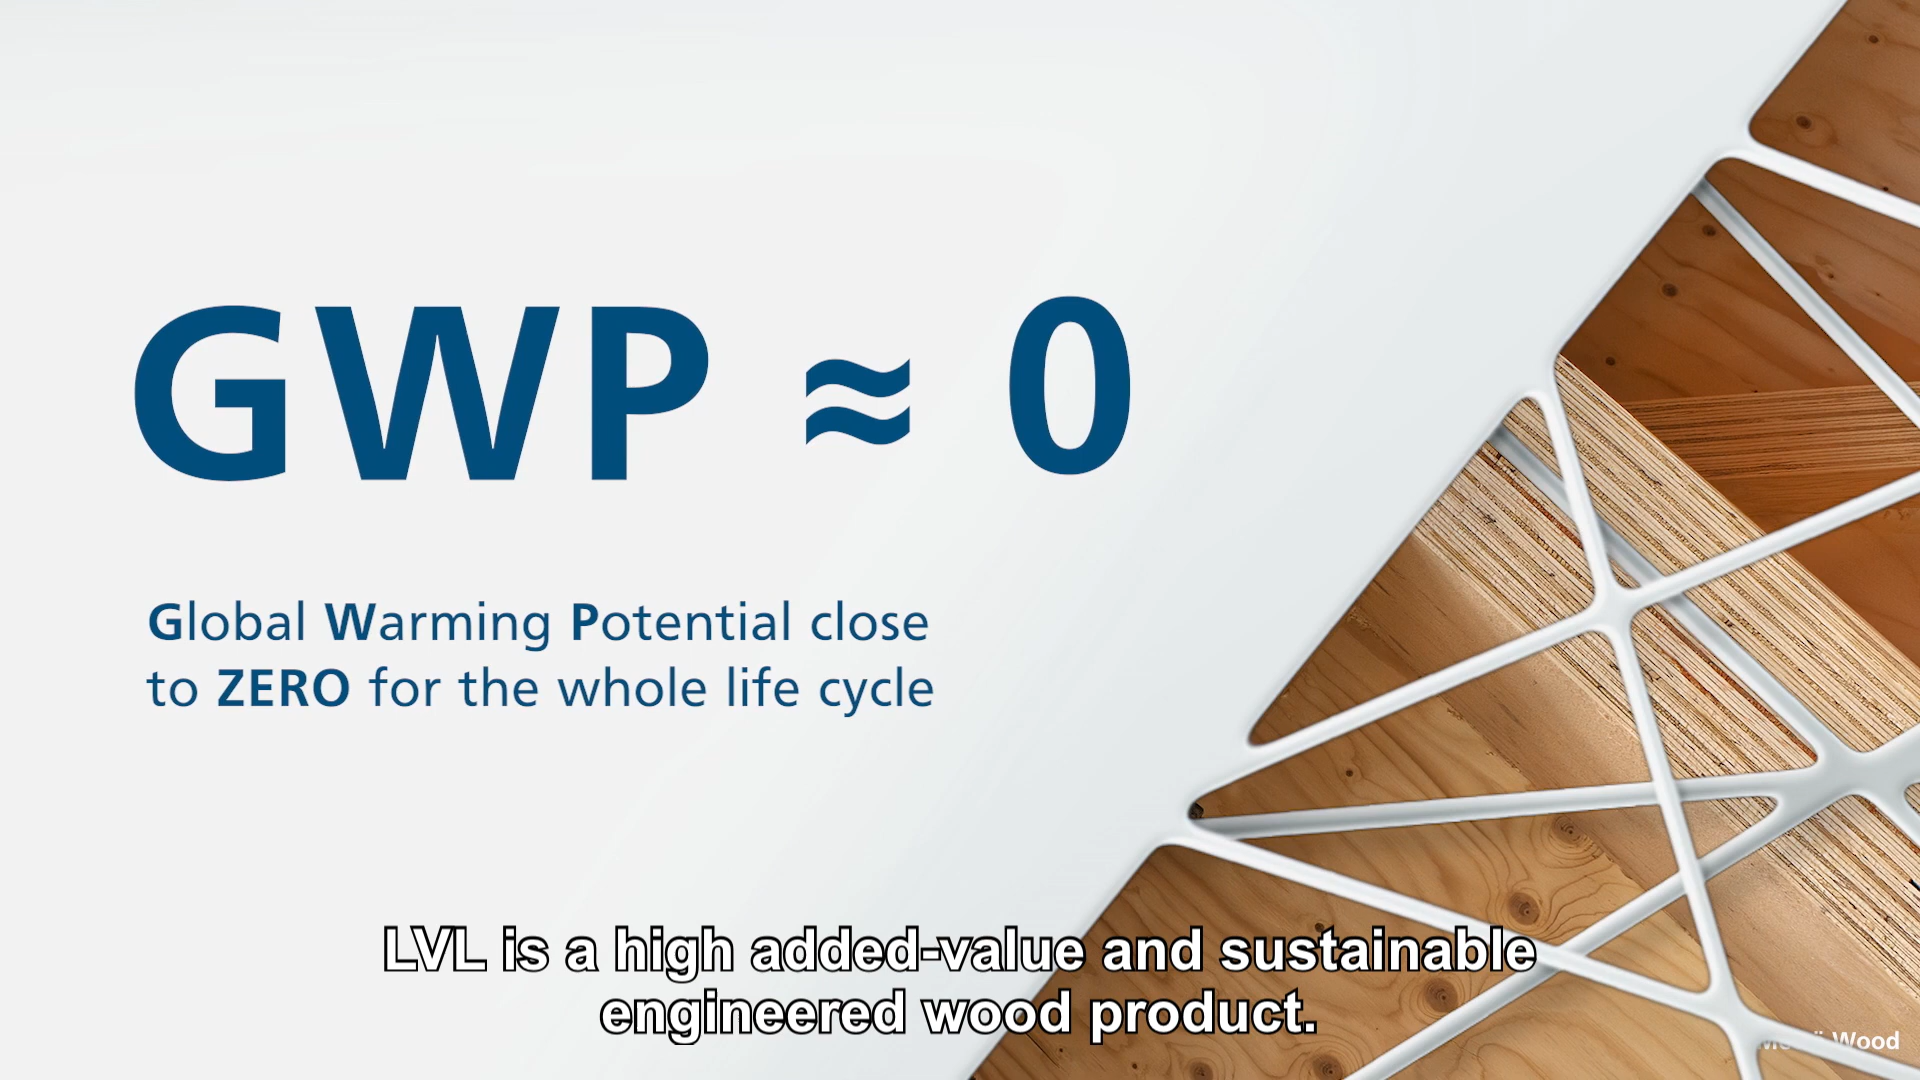 GWP ≈ 0
Global Warming Potential close
to ZERO for the whole life cycle
LVL is a high added-value and sustainable
engineered wood product.
Wood